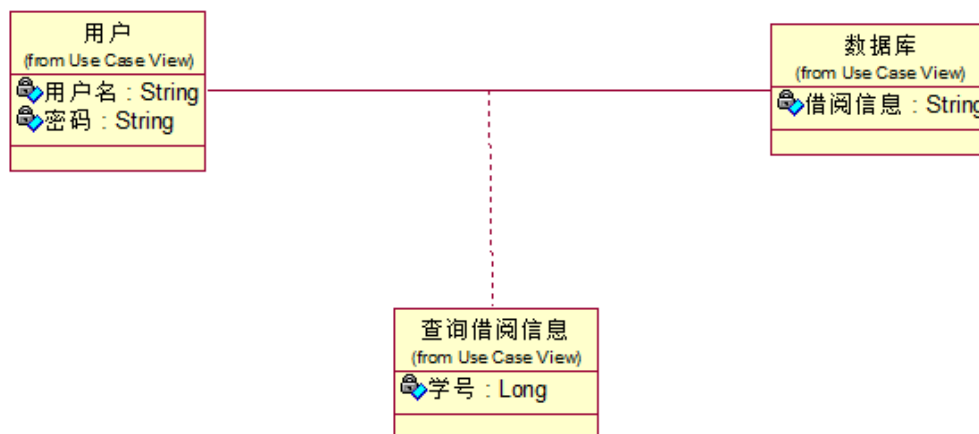 用户
(from Use Case View)
用户名 : String
密码 : String
数据库
(from Use Case View)
借阅信息 : String
查询借阅信息
(from Use Case View)
学号 : Long